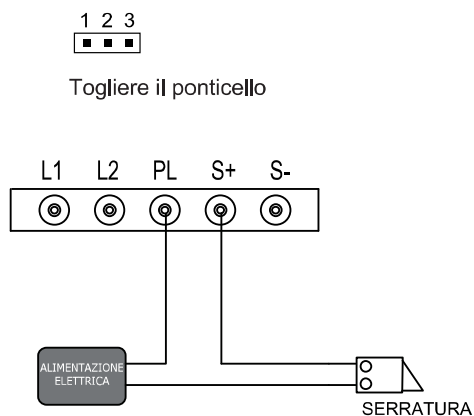 1 2 3
Togliere il ponticello
L1 L2 PL S+ S-
ALIMENTAZIONE
ELETTRICA
SERRATURA